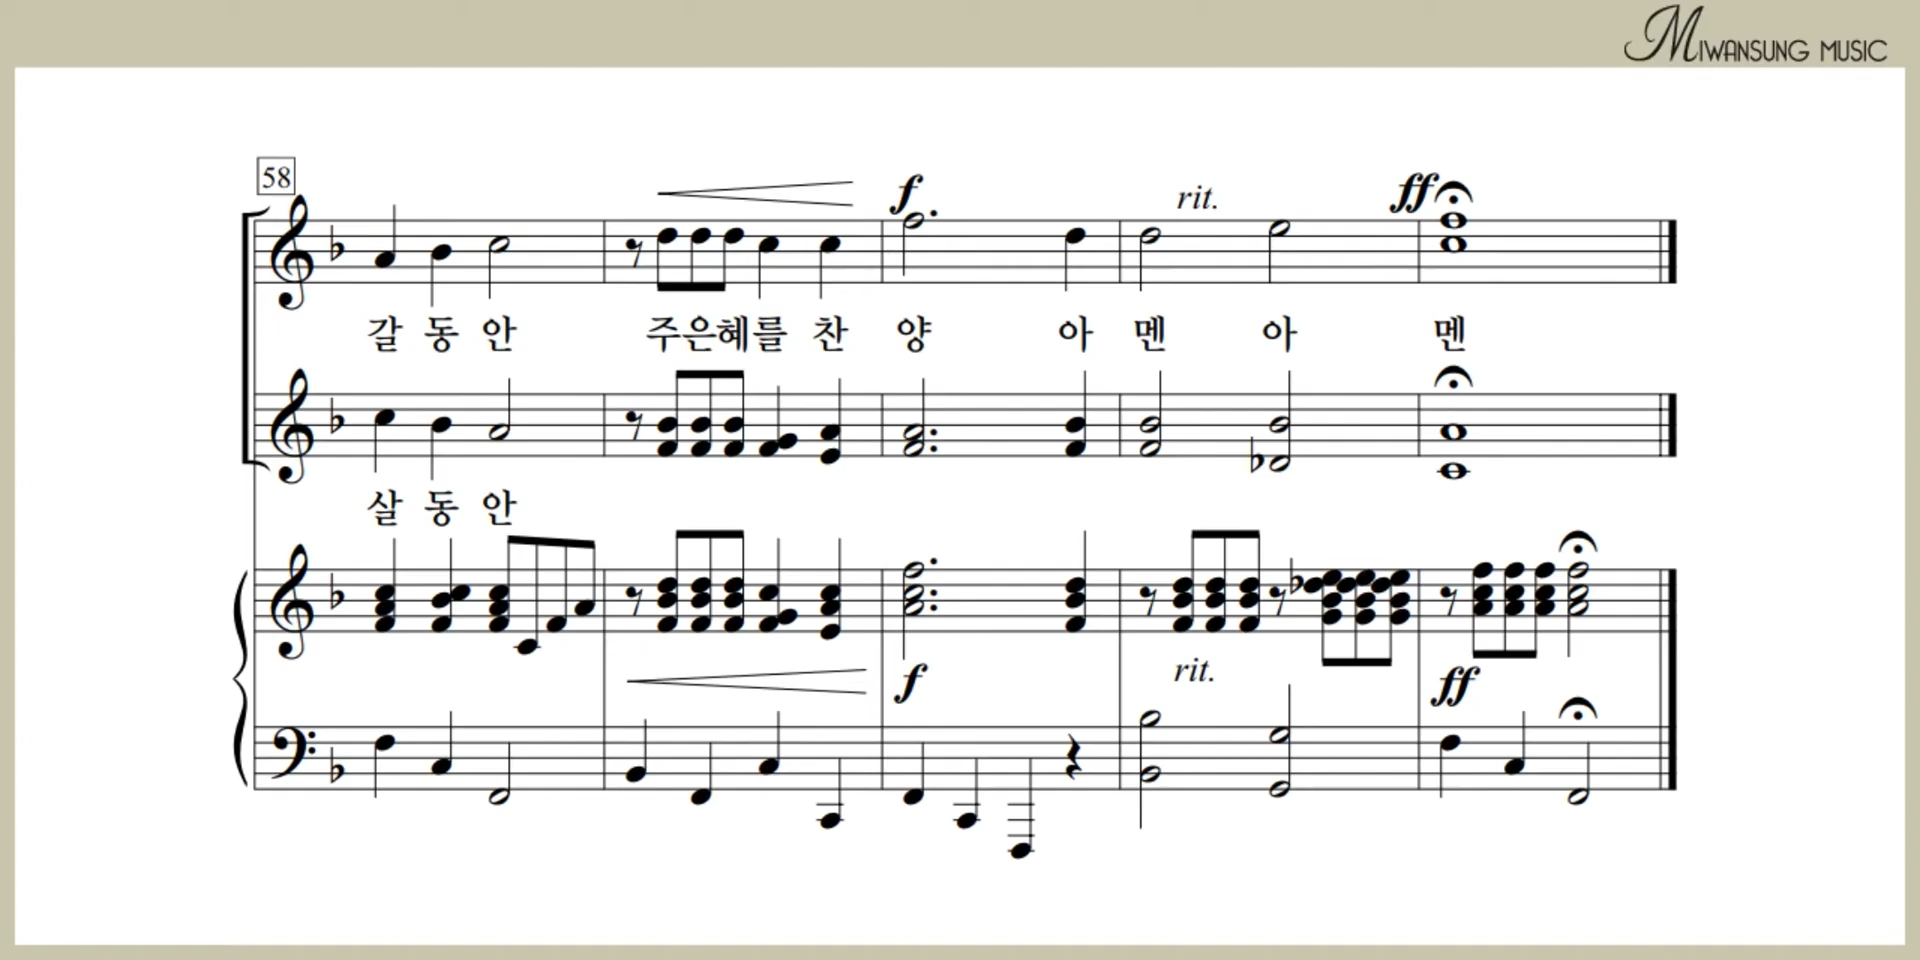 MIWANSUNG MUSIC
58
f
rit.
ff
갈 동 안 주은혜를 찬 양 아 멘 아 멘
살 동 안
f
rit.
ff